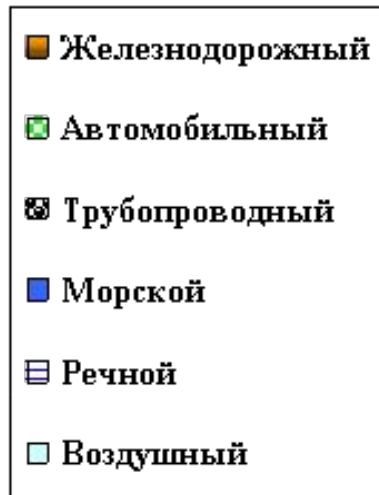 Железнодорожный
Автомобильный
Трубопроводный
Морской
Речной
Воздушный